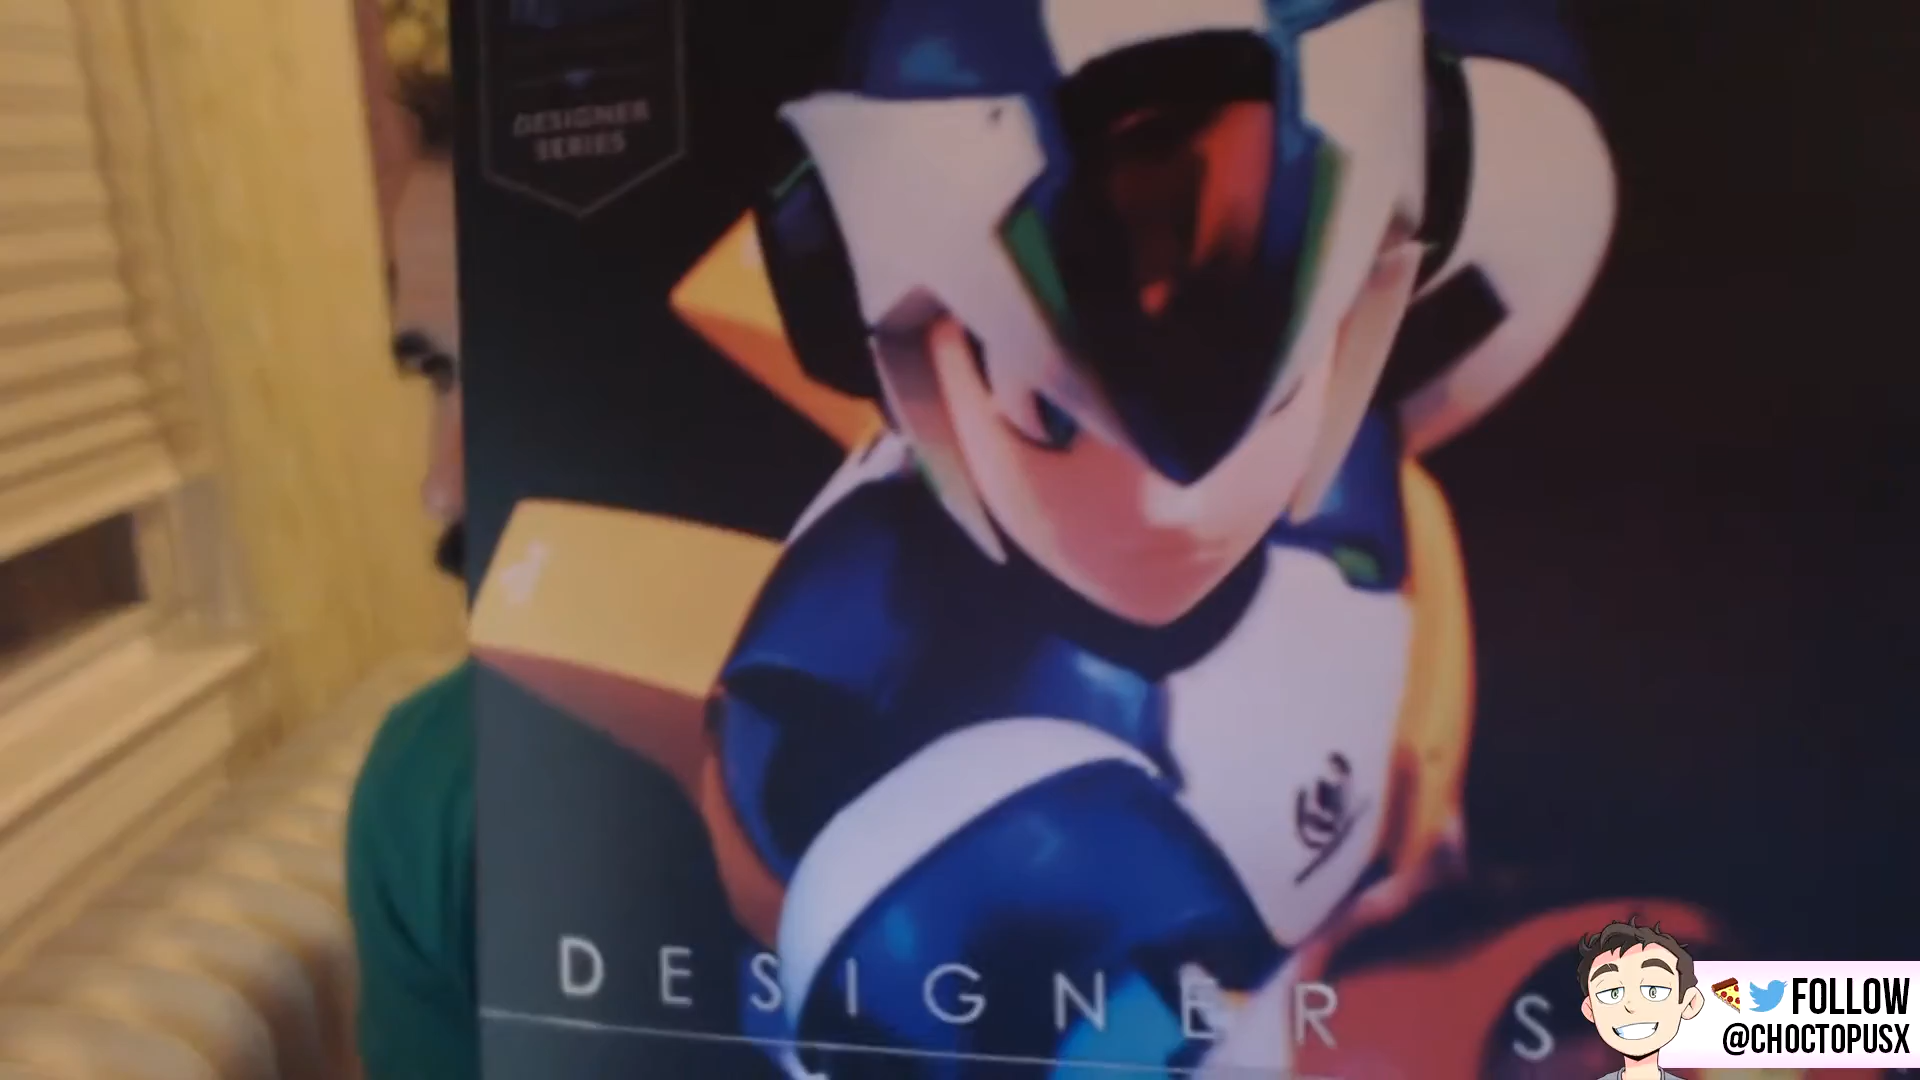 DESIGNER
SERIES
DESIGNER S
FOLLOW
@CHOCTOPUSX